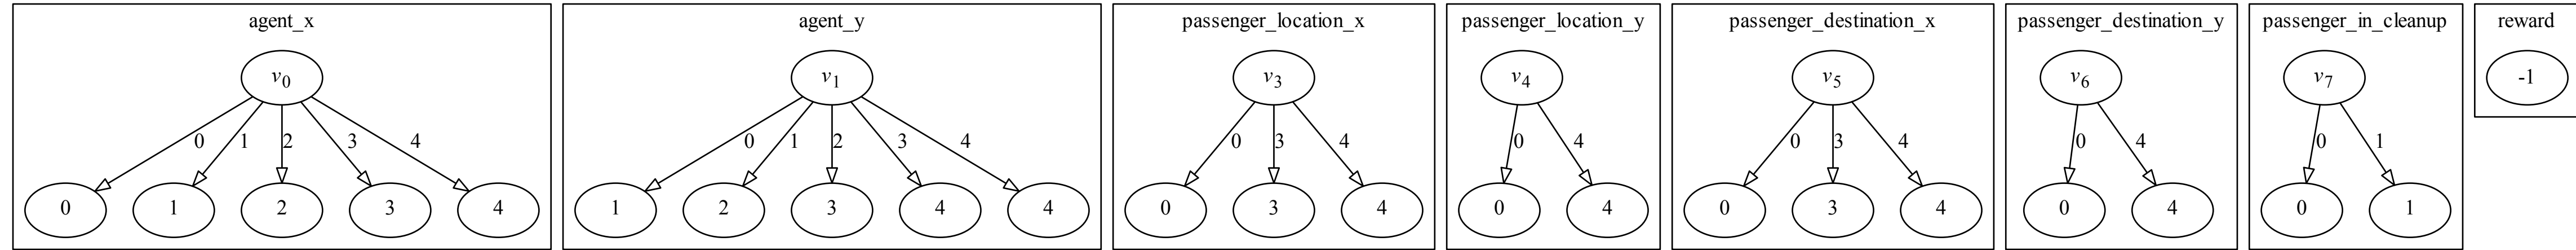 agent_x
agent_y
passenger_location_x
passenger_location_y
passenger_destination_x
passenger_destination_y
passenger_in_cleanup
reward
v0
v1
v3
v4
v5
v6
v7
-1
0 1 2 3 4
0 1 2 3 4
0 3 4
0 4
0 3 4
0 4
0 1
0 1 2 3 4
1 2 3 4 4
0 3 4
0 4
0 3 4
0 4
0 1